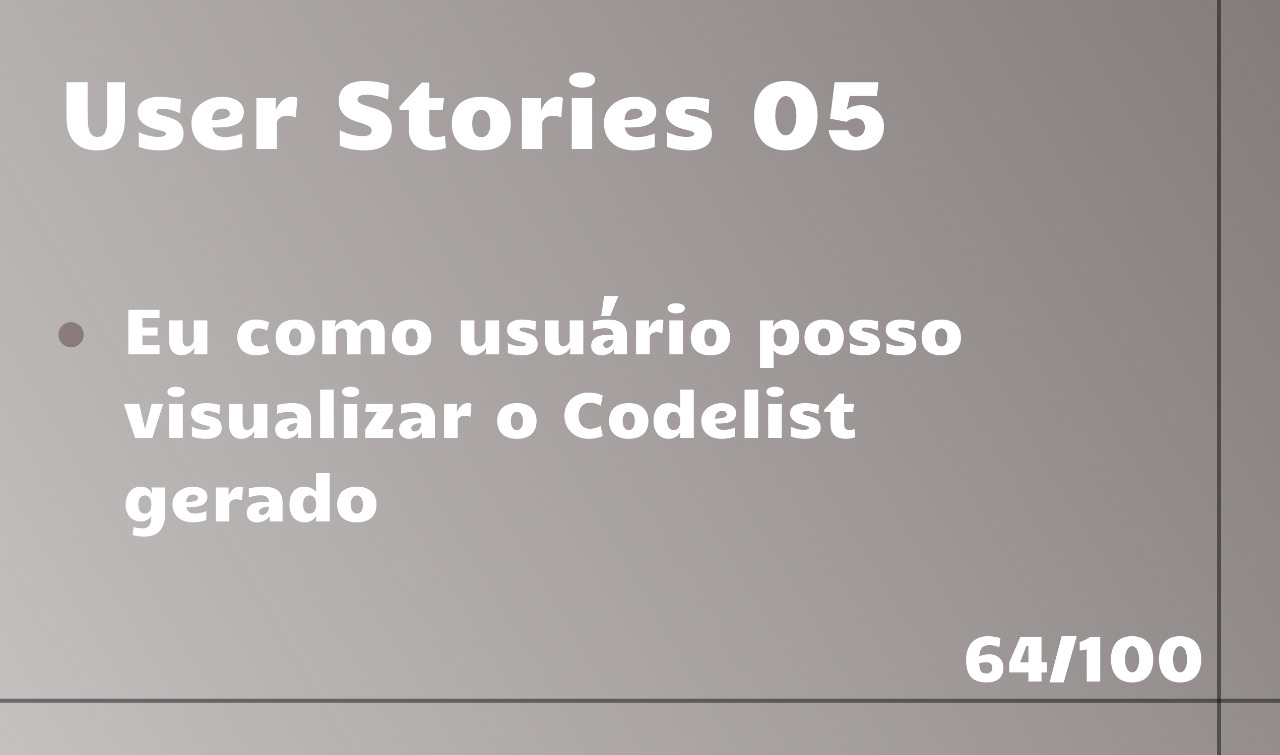 User Stories 05
• Eu como usuário posso
visualizar o Codelist
gerado
64/100